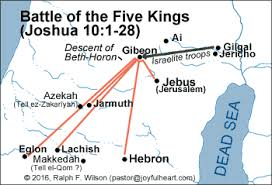 Battle of the Five Kings
(Joshua 10:1-28)
Ai
Descent of
Beth-Horon
Gibeon
Gilgal
Israelite troops
Jericho
Jebus
(Jerusalem)
Azekah
(Tell ez-Zakariyah)
Jarmuth
Eglon
Lachish
Makkedah
(Tell el-Qom ?)
Hebron
DEAD SEA
© 2016, Ralph F. Wilson (pastor@joyfulheart.com)